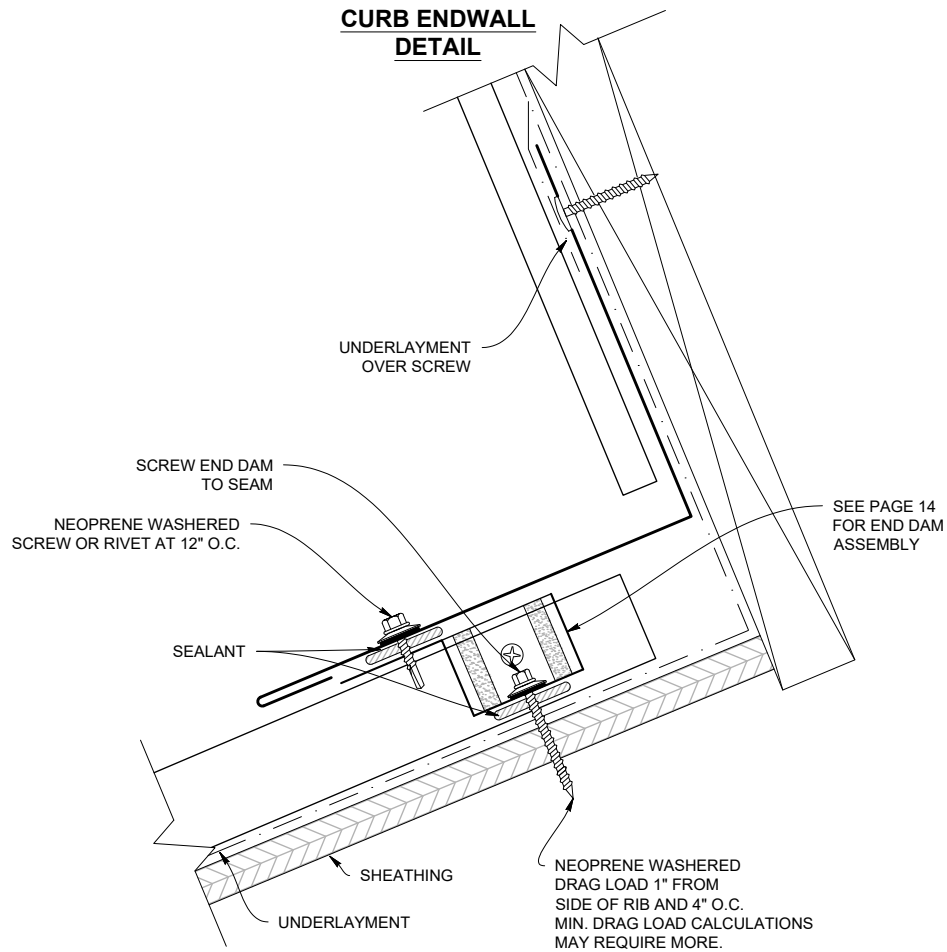 CURB ENDWALL
DETAIL
UNDERLAYMENT
OVER SCREW
SCREW END DAM
TO SEAM
NEOPRENE WASHERED
SCREW OR RIVET AT 12" O.C.
SEE PAGE 14
FOR END DAM
ASSEMBLY
SEALANT
SHEATHING
UNDERLAYMENT
NEOPRENE WASHERED
DRAG LOAD 1" FROM
SIDE OF RIB AND 4" O.C.
MIN. DRAG LOAD CALCULATIONS
MAY REQUIRE MORE.